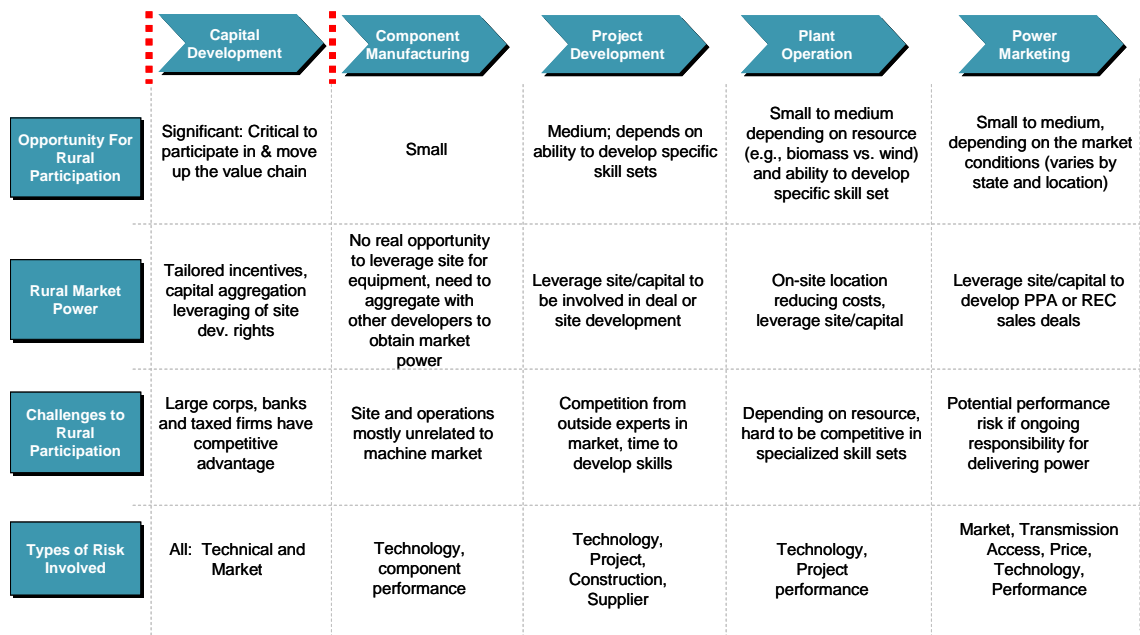 Capital
Development
Component
Manufacturing
Project
Development
Plant
Operation
Power
Marketing
Opportunity For
Rural
Participation
Significant: Critical to
participate in & move
up the value chain
Small
Medium; depends on
ability to develop specific
skill sets
Small to medium
depending on resource
(e.g., biomass vs. wind)
and ability to develop
specific skill set
Small to medium,
depending on the market
conditions (varies by
state and location)
Rural Market
Power
Tailored incentives,
capital aggregation
leveraging of site
dev. rights
No real opportunity
to leverage site for
equipment, need to
aggregate with
other developers to
obtain market
power
Leverage site/capital to
be involved in deal or
site development
On-site location
reducing costs,
leverage site/capital
Leverage site/capital to
develop PPA or REC
sales deals
Challenges to
Rural
Participation
Large corps, banks
and taxed firms have
competitive
advantage
Site and operations
mostly unrelated to
machine market
Competition from
outside experts in
market, time to
develop skills
Depending on resource,
hard to be competitive in
specialized skill sets
Potential performance
risk if ongoing
responsibility for
delivering power
Types of Risk
Involved
All: Technical and
Market
Technology,
component
performance
Technology,
Project,
Construction,
Supplier
Technology,
Project
performance
Market, Transmission
Access, Price,
Technology,
Performance